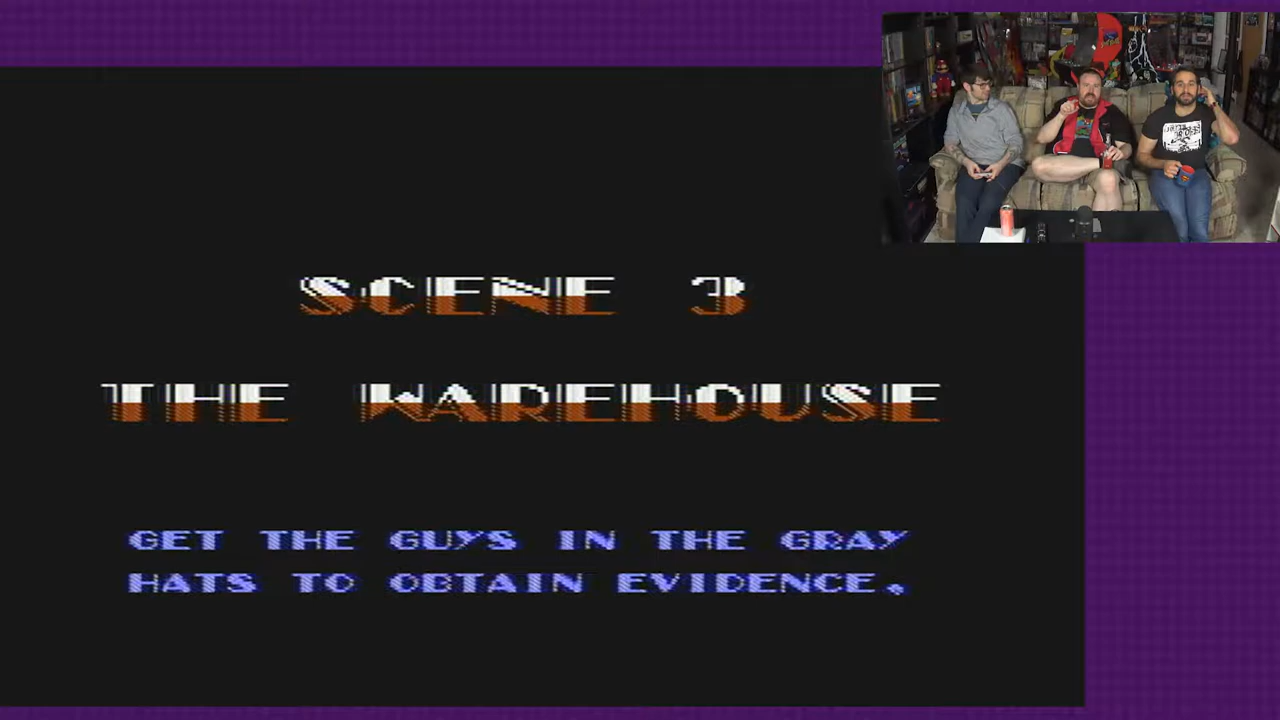 SCENE 3
THE WAREHOUSE
GET THE GUYS IN THE GRAY
HATS TO OBTAIN EVIDENCE.